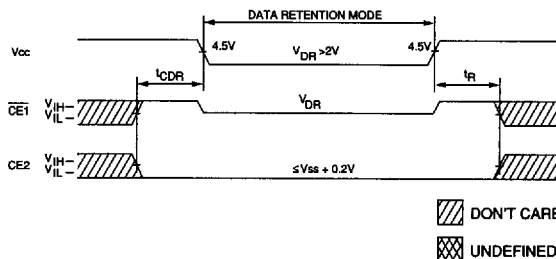 DATA RETENTION MODE
Vcc
4.5V
VDR >2V
4.5V
tCDR
tR
CE1
VIH–
VIL–
VDR
CE2
VIH–
VIL–
≤Vss + 0.2V
DON'T CARE
UNDEFINED